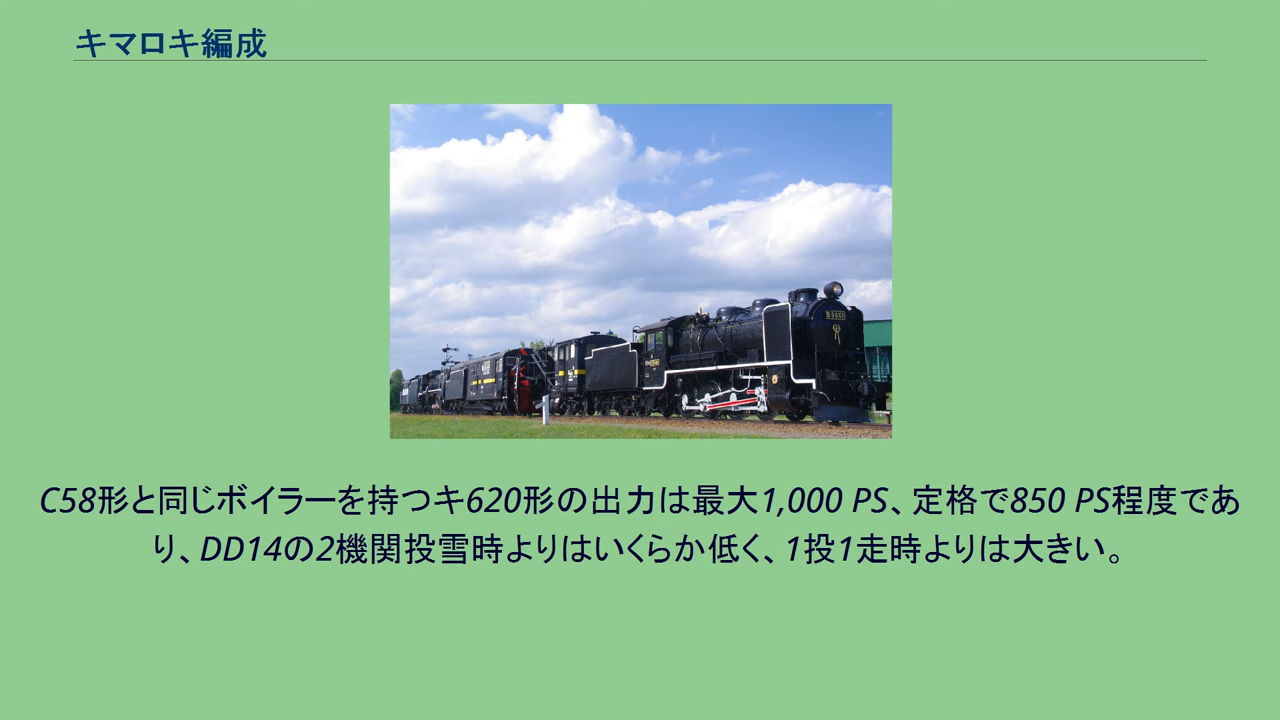 キマロキ編成
C58形と同じボイラーを持つキ620形の出力は最大1,000 PS、定格で850 PS程度であ
り、DD14の2機関投雪時よりはいくらか低く、1投1走時よりは大きい。